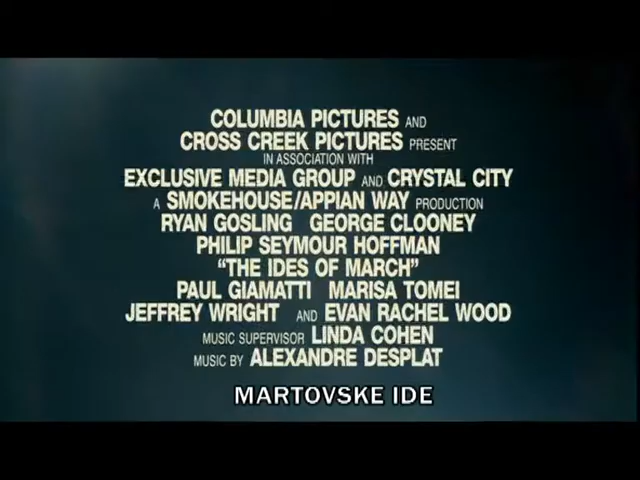 COLUMBIA PICTURES AND
CROSS CREEK PICTURES PRESENT
IN ASSOCIATION WITH
EXCLUSIVE MEDIA GROUP AND CRYSTAL CITY
A SMOKEHOUSE/APPIAN WAY PRODUCTION
RYAN GOSLING GEORGE CLOONEY
PHILIP SEYMOUR HOFFMAN
“THE IDES OF MARCH”
PAUL GIAMATTI MARISA TOMEI
JEFFREY WRIGHT AND EVAN RACHEL WOOD
MUSIC SUPERVISOR LINDA COHEN
MUSIC BY ALEXANDRE DESPLAT
MARTOVSKE IDE